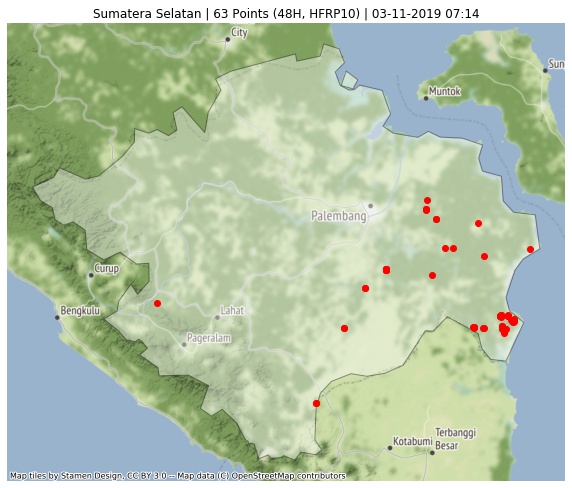 Sumatera Selatan | 63 Points (48H, HFRP10) | 03-11-2019 07:14
City
Sun
Muntok
Palembang
Curup
Bengkulu
Lahat
Pageralam
Terbanggi
Besar
Kotabumi
Map tiles by Stamen Design, CC BY 3.0 -- Map data (C) OpenStreetMap contributors